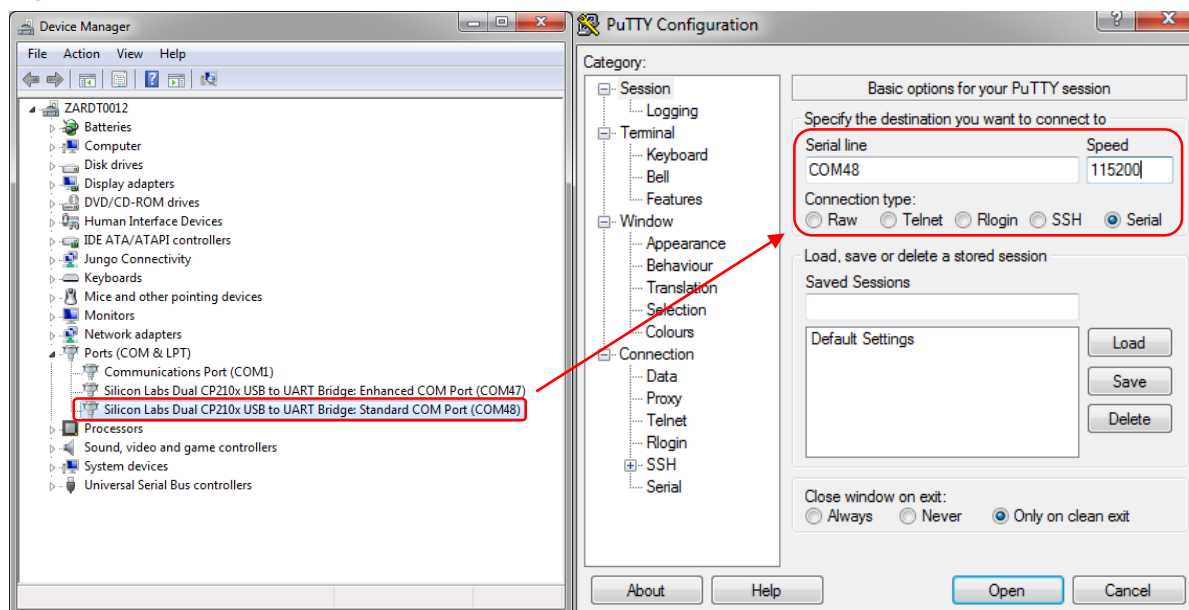 Device Manager
File Action View Help
ZARDT0012
Batteries
Computer
Disk drives
Display adapters
DVD/CD-ROM drives
Human Interface Devices
IDE ATA/ATAPI controllers
Jungo Connectivity
Keyboards
Mice and other pointing devices
Monitors
Network adapters
Ports (COM & LPT)
Communications Port (COM1)
Silicon Labs Dual CP210x USB to UART Bridge: Enhanced COM Port (COM47)
Silicon Labs Dual CP210x USB to UART Bridge: Standard COM Port (COM48)
Processors
Sound, video and game controllers
System devices
Universal Serial Bus controllers
PuTTY Configuration
Category:
Session
Logging
Terminal
Keyboard
Bell
Features
Window
Appearance
Behaviour
Translation
Selection
Colours
Connection
Data
Proxy
Telnet
Rlogin
SSH
Serial
Basic options for your PuTTY session
Specify the destination you want to connect to
Serial line Speed
COM48 115200
Connection type:
Raw Telnet Rlogin SSH Serial
Load, save or delete a stored session
Saved Sessions
Default Settings
Load
Save
Delete
Close window on exit:
Always Never Only on clean exit
About Help Open Cancel